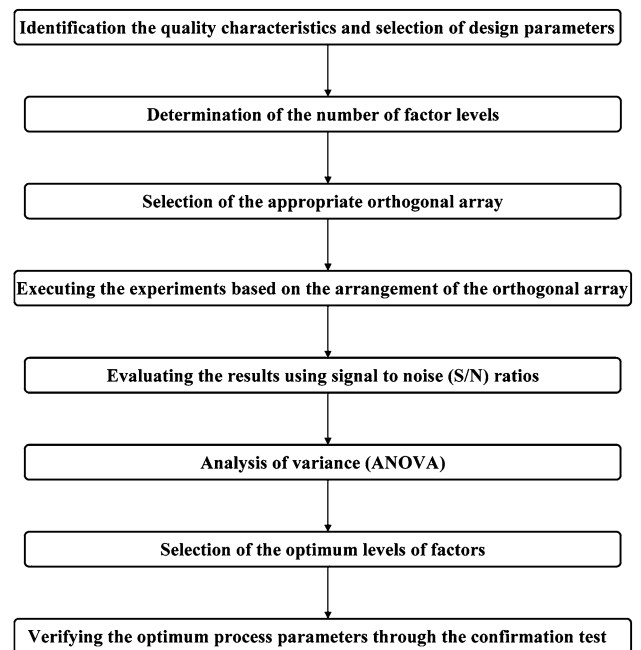 Identification the quality characteristics and selection of design parameters
Determination of the number of factor levels
Selection of the appropriate orthogonal array
Executing the experiments based on the arrangement of the orthogonal array
Evaluating the results using signal to noise (S/N) ratios
Analysis of variance (ANOVA)
Selection of the optimum levels of factors
Verifying the optimum process parameters through the confirmation test